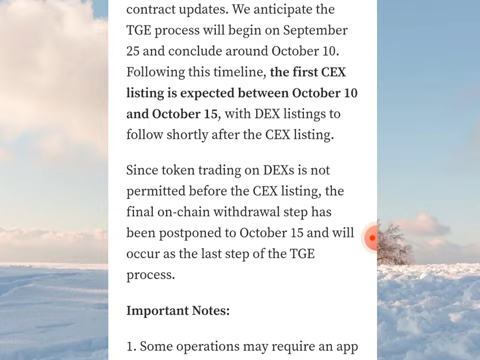 contract updates. We anticipate the
TGE process will begin on September
25 and conclude around October 10.
Following this timeline, the first CEX
listing is expected between October 10
and October 15, with DEX listings to
follow shortly after the CEX listing.
Since token trading on DEXs is not
permitted before the CEX listing, the
final on-chain withdrawal step has
been postponed to October 15 and will
occur as the last step of the TGE
process.
Important Notes:
1. Some operations may require an app